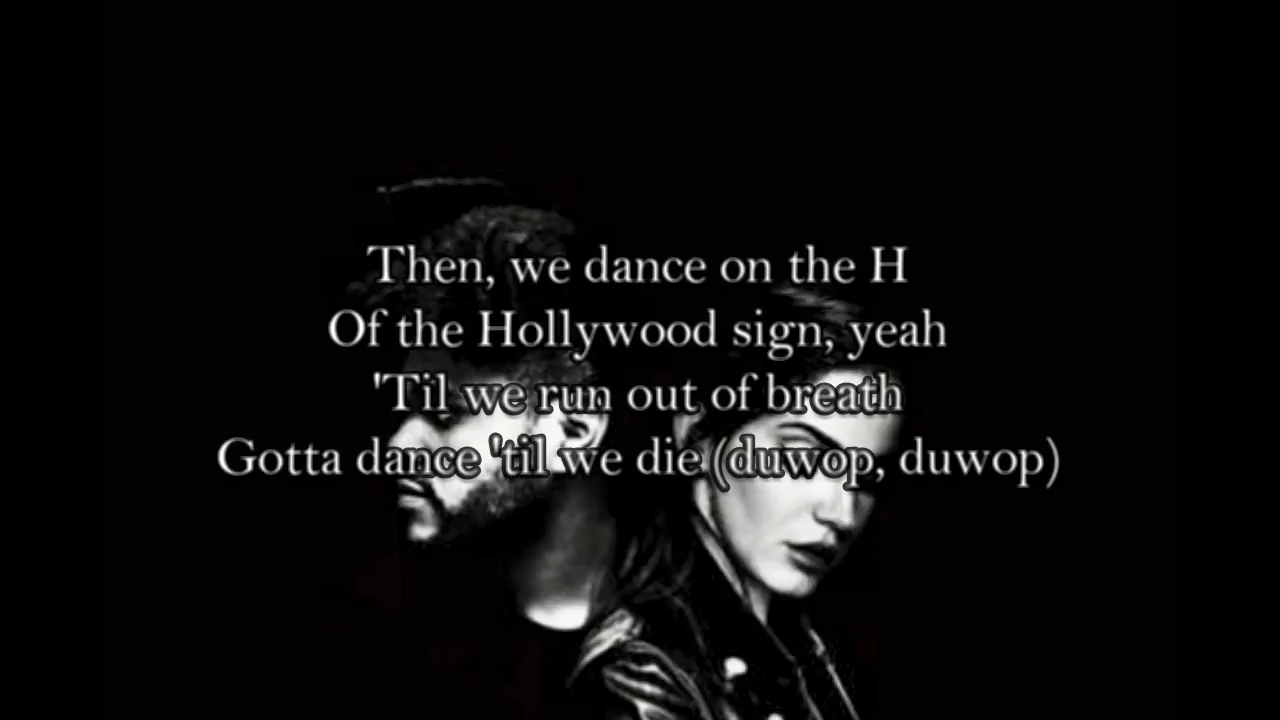 Then, we dance on the H
Of the Hollywood sign, yeah
'Til we run out of breath
Gotta dance 'til we die (duwop, duwop)